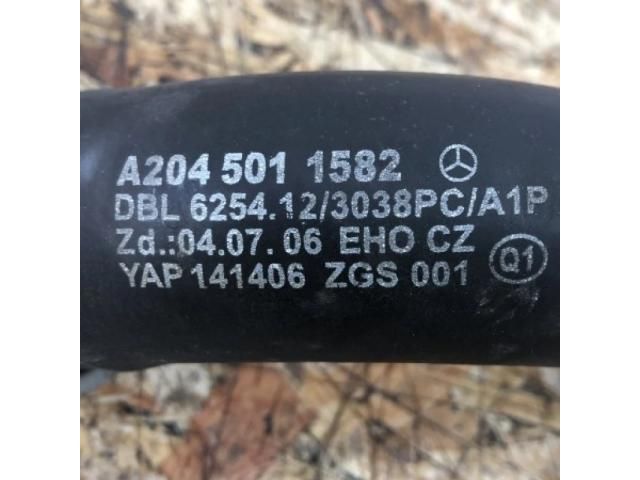 A204 501 1582
DBL 6254.12/3038PC/A1P
Zd.:04.07.06 EHO CZ
YAP 141406 ZGS 001 Q1